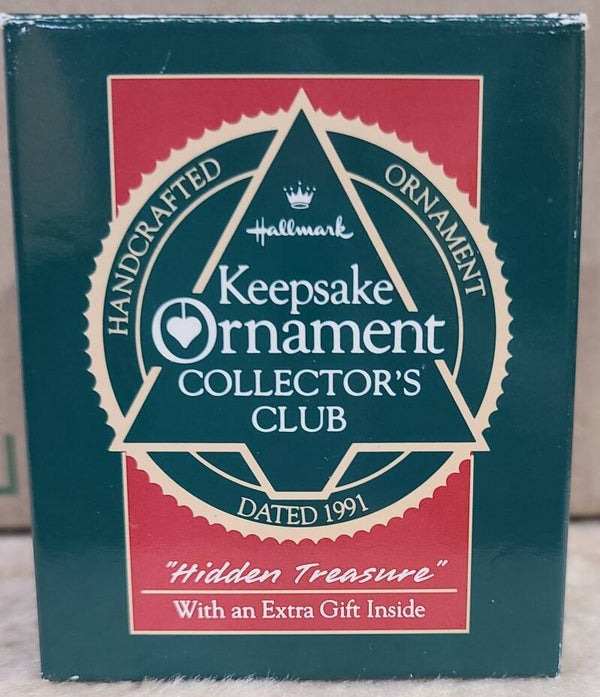 HANDCRAFTED
ORNAMENT
Hallmark
Keepsake
Ornament
COLLECTOR'S
CLUB
DATED 1991
"Hidden Treasure"
With an Extra Gift Inside